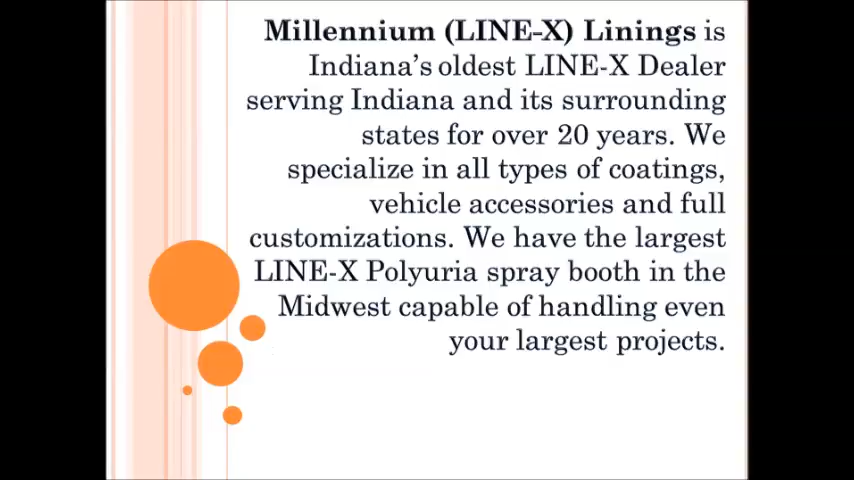 Millennium (LINE-X) Linings is
Indiana's oldest LINE-X Dealer
serving Indiana and its surrounding
states for over 20 years. We
specialize in all types of coatings,
vehicle accessories and full
customizations. We have the largest
LINE-X Polyuria spray booth in the
Midwest capable of handling even
your largest projects.